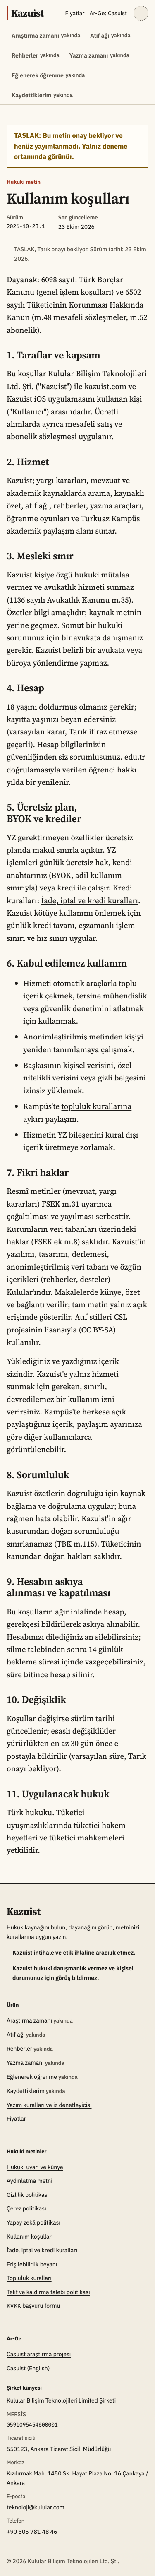 Kazuist
Fiyatlar Ar-Ge: Casuist
Araştırma zamanı yakında Atıf ağı yakında
Rehberler yakında Yazma zamanı yakında
Eğlenerek öğrenme yakında
Kaydettiklerim yakında
TASLAK: Bu metin onay bekliyor ve
henüz yayımlanmadı. Yalnız deneme
ortamında görünür.
Hukuki metin
Kullanım koşulları
Sürüm Son güncelleme
2026-10-23.1 23 Ekim 2026
TASLAK, Tarık onayı bekliyor. Sürüm tarihi: 23 Ekim
2026.
Dayanak: 6098 sayılı Türk Borçlar
Kanunu (genel işlem koşulları) ve 6502
sayılı Tüketicinin Korunması Hakkında
Kanun (m.48 mesafeli sözleşmeler, m.52
abonelik).
1. Taraflar ve kapsam
Bu koşullar Kulular Bilişim Teknolojileri
Ltd. Şti. ("Kazuist") ile kazuist.com ve
Kazuist iOS uygulamasını kullanan kişi
("Kullanıcı") arasındadır. Ücretli
alımlarda ayrıca mesafeli satış ve
abonelik sözleşmesi uygulanır.
2. Hizmet
Kazuist; yargı kararları, mevzuat ve
akademik kaynaklarda arama, kaynaklı
özet, atıf ağı, rehberler, yazma araçları,
öğrenme oyunları ve Turkuaz Kampüs
akademik paylaşım alanı sunar.
3. Mesleki sınır
Kazuist kişiye özgü hukuki mütalaa
vermez ve avukatlık hizmeti sunmaz
(1136 sayılı Avukatlık Kanunu m.35).
Özetler bilgi amaçlıdır; kaynak metnin
yerine geçmez. Somut bir hukuki
sorununuz için bir avukata danışmanız
gerekir. Kazuist belirli bir avukata veya
uzmana yönlendirme yapmaz.
4. Hesap
18 yaşını doldurmuş olmanız gerekir;
kayıtta yaşınızı beyan edersiniz
(varsayılan karar, Tarık itiraz etmezse
geçerli). Hesap bilgilerinizin
güvenliğinden siz sorumlusunuz. edu.tr
doğrulamasıyla verilen öğrenci hakkı
yılda bir yenilenir.
5. Ücretsiz plan,
BYOK ve krediler
YZ gerektirmeyen özellikler ücretsiz
planda makul sınırla açıktır. YZ
işlemleri günlük ücretsiz hak, kendi
anahtarınız (BYOK, adil kullanım
sınırıyla) veya kredi ile çalışır. Kredi
kuralları: İade, iptal ve kredi kuralları.
Kazuist kötüye kullanımı önlemek için
günlük kredi tavanı, eşzamanlı işlem
sınırı ve hız sınırı uygular.
6. Kabul edilemez kullanım
• Hizmeti otomatik araçlarla toplu
içerik çekmek, tersine mühendislik
veya güvenlik denetimini atlatmak
için kullanmak.
• Anonimleştirilmiş metinden kişiyi
yeniden tanımlamaya çalışmak.
• Başkasının kişisel verisini, özel
nitelikli verisini veya gizli belgesini
izinsiz yüklemek.
• Kampüs'te topluluk kurallarına
aykırı paylaşım.
• Hizmetin YZ bileşenini kural dışı
içerik üretmeye zorlamak.
7. Fikri haklar
Resmî metinler (mevzuat, yargı
kararları) FSEK m.31 uyarınca
çoğaltılması ve yayılması serbesttir.
Kurumların veri tabanları üzerindeki
haklar (FSEK ek m.8) saklıdır. Kazuist'in
yazılımı, tasarımı, derlemesi,
anonimleştirilmiş veri tabanı ve özgün
içerikleri (rehberler, desteler)
Kulular'ındır. Makalelerde künye, özet
ve bağlantı gösterilir; tam metin yalnız açık
erişimde gösterilir. Atıf stilleri CSL
projesinin lisansıyla (CC BY-SA)
kullanılır.
Yüklediğiniz ve yazdığınız içerik
sizindir. Kazuist'e yalnız hizmeti
sunmak için gereken, sınırlı,
devredilemez bir kullanım izni
verirsiniz. Kampüs'te herkese açık
paylaştığınız içerik, paylaşım ayarınıza
göre diğer kullanıcılarca
görüntülenebilir.
8. Sorumluluk
Kazuist özetlerin doğruluğu için kaynak
bağlama ve doğrulama uygular; buna
rağmen hata olabilir. Kazuist'in ağır
kusurundan doğan sorumluluğu
sınırlanamaz (TBK m.115). Tüketicinin
kanundan doğan hakları saklıdır.
9. Hesabın askıya
alınması ve kapatılması
Bu koşulların ihlalinde hesap,
gerekçesi bildirilerek askıya alınabilir.
Hesabınızı dilediğiniz an silebilirsiniz;
silme talebinden sonra 14 günlük
bekleme süresi içinde vazgeçebilirsiniz,
süre bitince hesap silinir.
10. Değişiklik
Koşullar değişirse sürüm tarihi
güncellenir; esaslı değişiklikler
yürürlükten en az 30 gün önce e-
postayla bildirilir (varsayılan süre, Tarık
onayı bekliyor).
11. Uygulanacak hukuk
Türk hukuku. Tüketici
uyuşmazlıklarında tüketici hakem
heyetleri ve tüketici mahkemeleri
yetkilidir.
Kazuist
Hukuk kaynağını bulun, dayanağını görün, metninizi
kurallarına uygun yazın.
Kazuist intihale ve etik ihlaline aracılık etmez.
Kazuist hukuki danışmanlık vermez ve kişisel
durumunuz için görüş bildirmez.
Ürün
Araştırma zamanı yakında
Atıf ağı yakında
Rehberler yakında
Yazma zamanı yakında
Eğlenerek öğrenme yakında
Kaydettiklerim yakında
Yazım kuralları ve iz denetleyicisi
Fiyatlar
Hukuki metinler
Hukuki uyarı ve künye
Aydınlatma metni
Gizlilik politikası
Çerez politikası
Yapay zekâ politikası
Kullanım koşulları
İade, iptal ve kredi kuralları
Erişilebilirlik beyanı
Topluluk kuralları
Telif ve kaldırma talebi politikası
KVKK başvuru formu
Ar-Ge
Casuist araştırma projesi
Casuist (English)
Şirket künyesi
Kulular Bilişim Teknolojileri Limited Şirketi
MERSİS
0591095454600001
Ticaret sicili
550123, Ankara Ticaret Sicili Müdürlüğü
Merkez
Kızılırmak Mah. 1450 Sk. Hayat Plaza No: 16 Çankaya /
Ankara
E-posta
teknoloji@kulular.com
Telefon
+90 505 781 48 46
© 2026 Kulular Bilişim Teknolojileri Ltd. Şti.